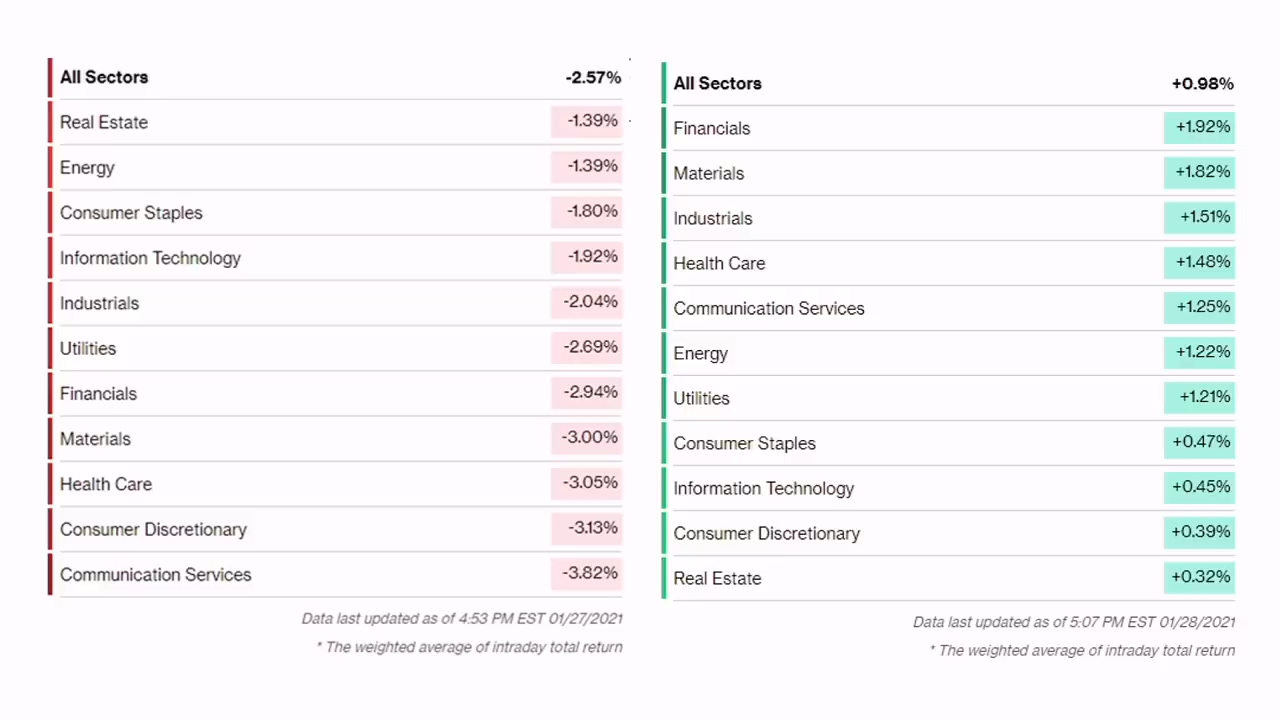 All Sectors -2.57%
Real Estate -1.39%
Energy -1.39%
Consumer Staples -1.80%
Information Technology -1.92%
Industrials -2.04%
Utilities -2.69%
Financials -2.94%
Materials -3.00%
Health Care -3.05%
Consumer Discretionary -3.13%
Communication Services -3.82%
Data last updated as of 4:53 PM EST 01/27/2021
* The weighted average of intraday total return
All Sectors +0.98%
Financials +1.92%
Materials +1.82%
Industrials +1.51%
Health Care +1.48%
Communication Services +1.25%
Energy +1.22%
Utilities +1.21%
Consumer Staples +0.47%
Information Technology +0.45%
Consumer Discretionary +0.39%
Real Estate +0.32%
Data last updated as of 5:07 PM EST 01/28/2021
* The weighted average of intraday total return